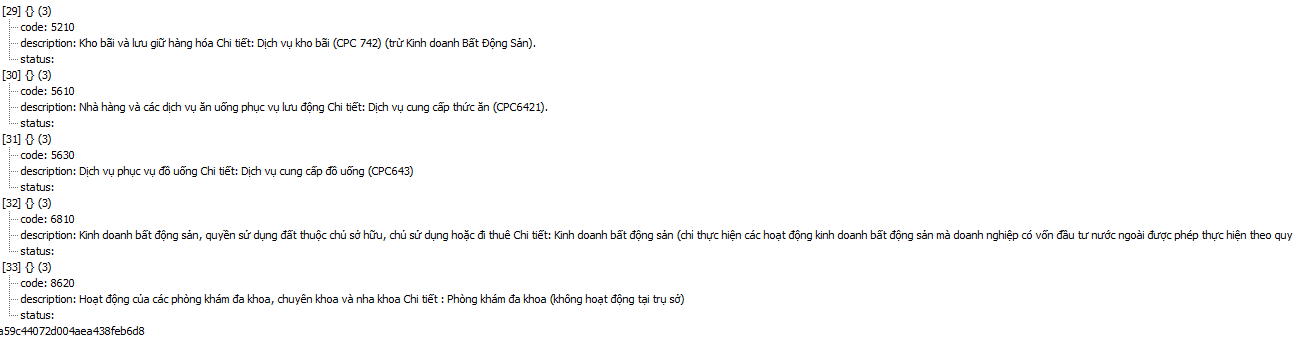 [29] {} (3)
code: 5210
description: Kho bãi và lưu giữ hàng hóa Chi tiết: Dịch vụ kho bãi (CPC 742) (trừ Kinh doanh Bất Động Sản).
status:
[30] {} (3)
code: 5610
description: Nhà hàng và các dịch vụ ăn uống phục vụ lưu động Chi tiết: Dịch vụ cung cấp thức ăn (CPC6421).
status:
[31] {} (3)
code: 5630
description: Dịch vụ phục vụ đồ uống Chi tiết: Dịch vụ cung cấp đồ uống (CPC643)
status:
[32] {} (3)
code: 6810
description: Kinh doanh bất động sản, quyền sử dụng đất thuộc chủ sở hữu, chủ sử dụng hoặc đi thuê Chi tiết: Kinh doanh bất động sản (chỉ thực hiện các hoạt động kinh doanh bất động sản mà doanh nghiệp có vốn đầu tư nước ngoài được phép thực hiện theo quy
status:
[33] {} (3)
code: 8620
description: Hoạt động của các phòng khám đa khoa, chuyên khoa và nha khoa Chi tiết : Phòng khám đa khoa (không hoạt động tại trụ sở)
status:
a59c44072d004aea438feb6d8